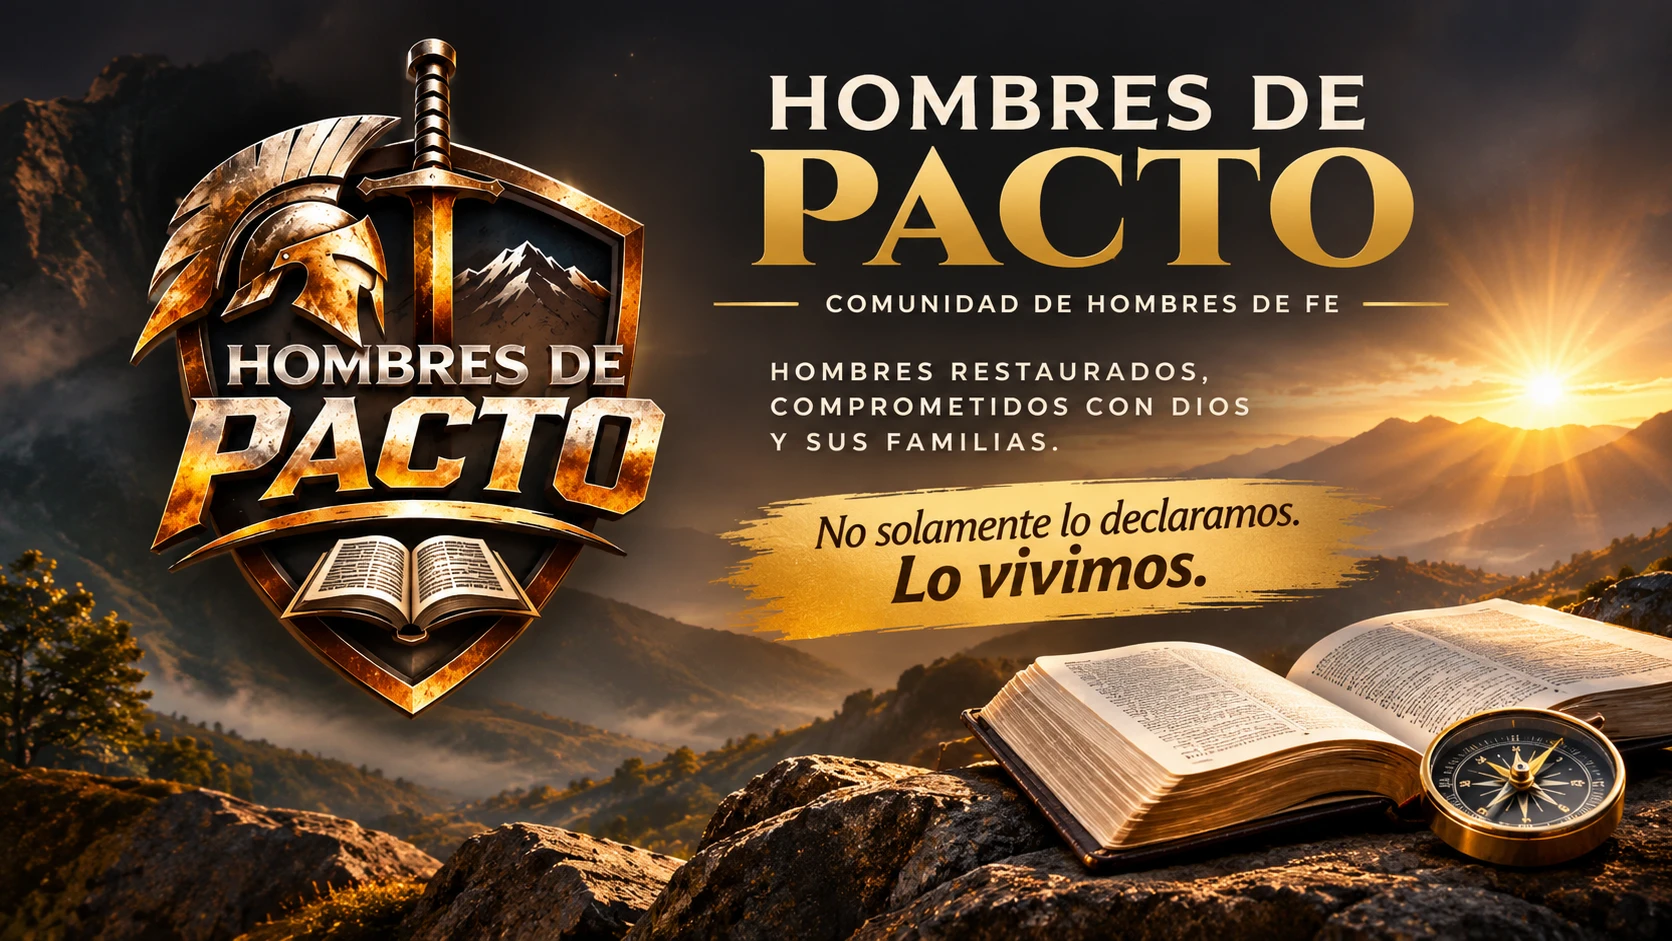 HOMBRES DE
PACTO
HOMBRES DE
PACTO
COMUNIDAD DE HOMBRES DE FE
HOMBRES RESTAURADOS,
COMPROMETIDOS CON DIOS
Y SUS FAMILIAS.
No solamente lo declaramos.
Lo vivimos.